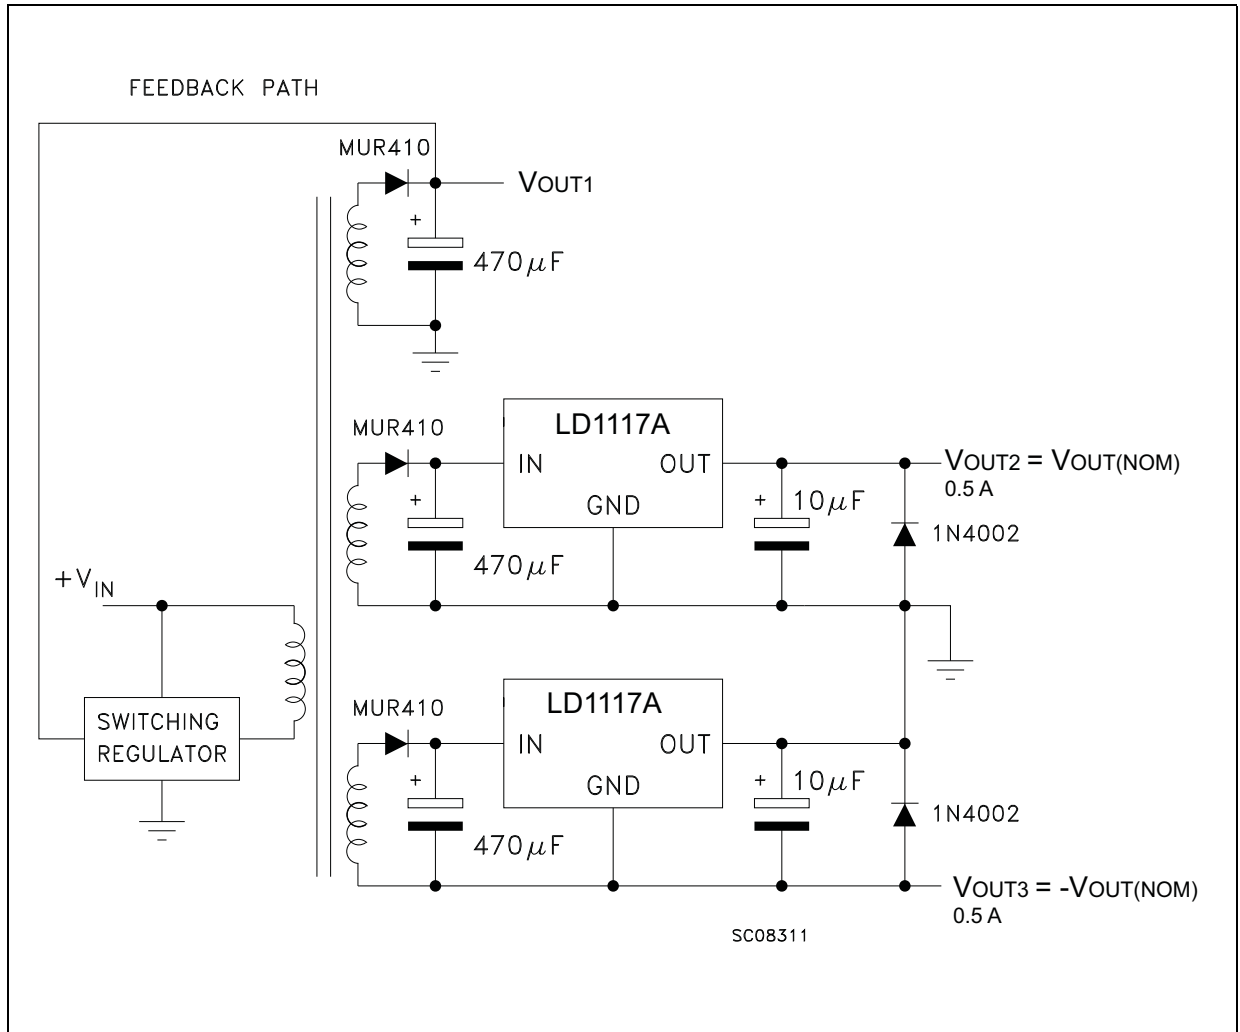 FEEDBACK PATH
MUR410
VOUT1
+
470μF
MUR410
LD1117A
IN
OUT
GND
+
470μF
+
10μF
VOUT2 = VOUT(NOM)
0.5 A
1N4002
+VIN
SWITCHING
REGULATOR
MUR410
LD1117A
IN
OUT
GND
+
470μF
+
10μF
1N4002
VOUT3 = -VOUT(NOM)
0.5 A
SC08311